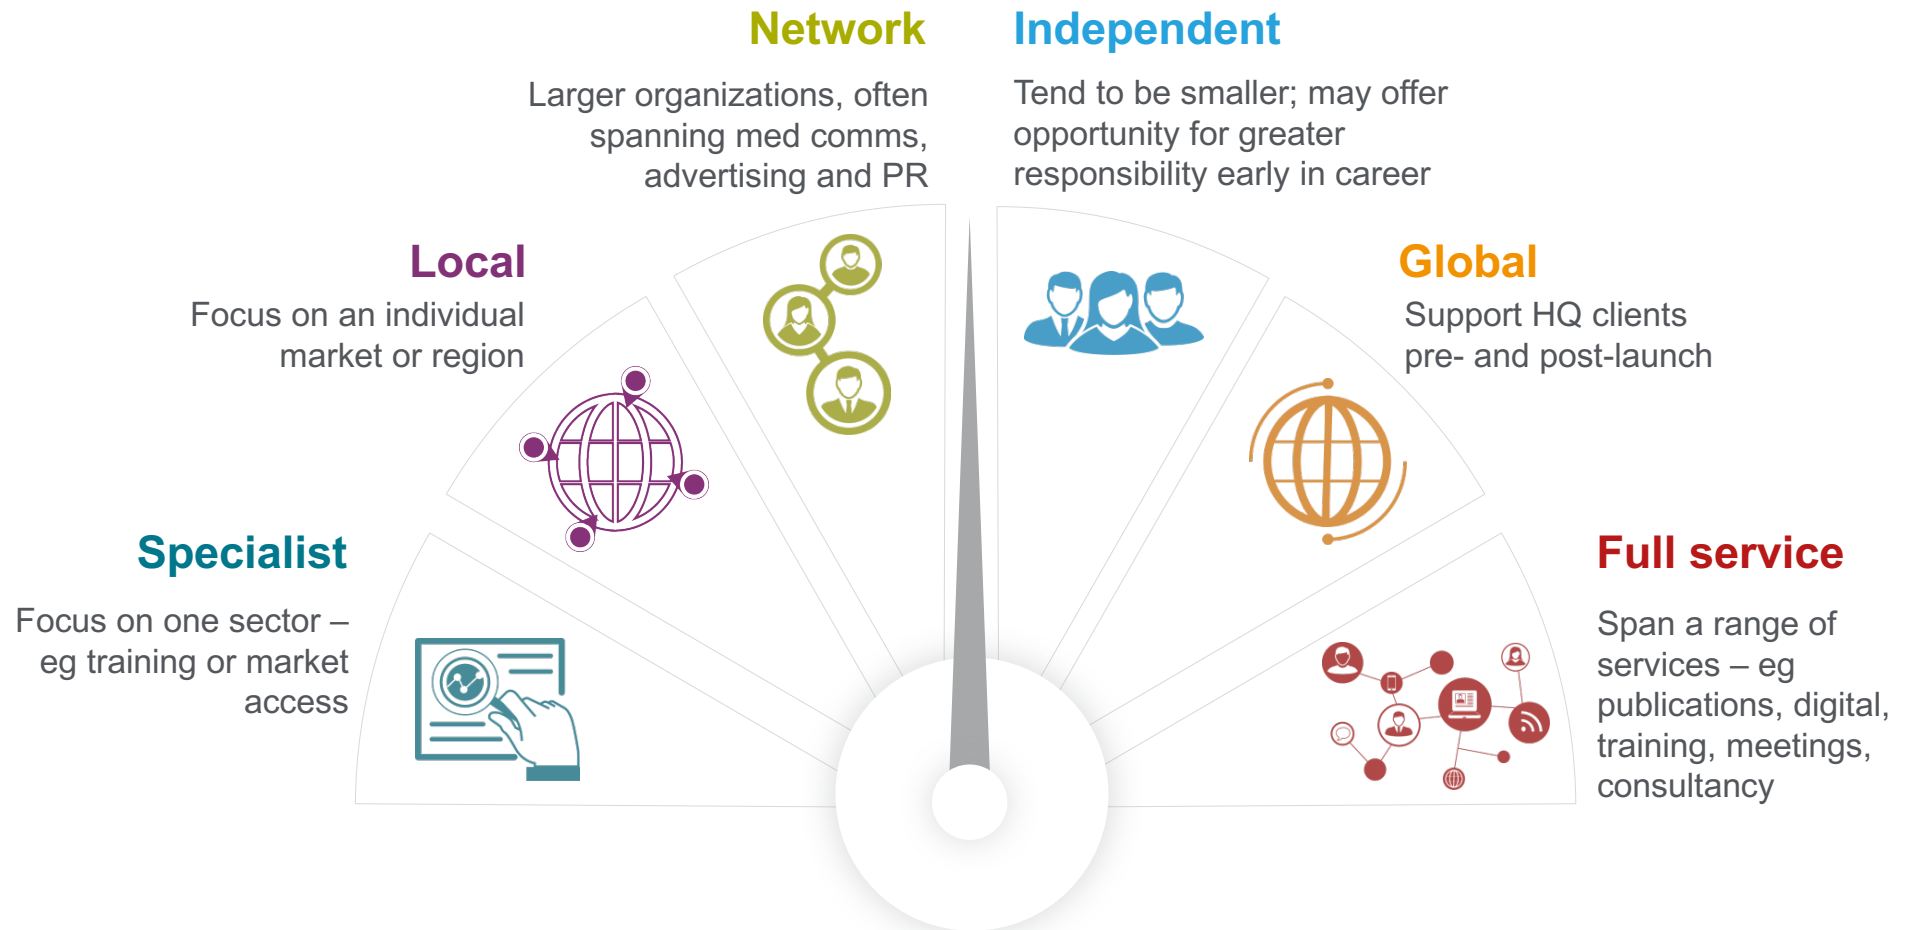 Network
Larger organizations, often
spanning med comms,
advertising and PR
Independent
Tend to be smaller; may offer
opportunity for greater
responsibility early in career
Local
Focus on an individual
market or region
Global
Support HQ clients
pre- and post-launch
Specialist
Focus on one sector –
eg training or market
access
Full service
Span a range of
services – eg
publications, digital,
training, meetings,
consultancy